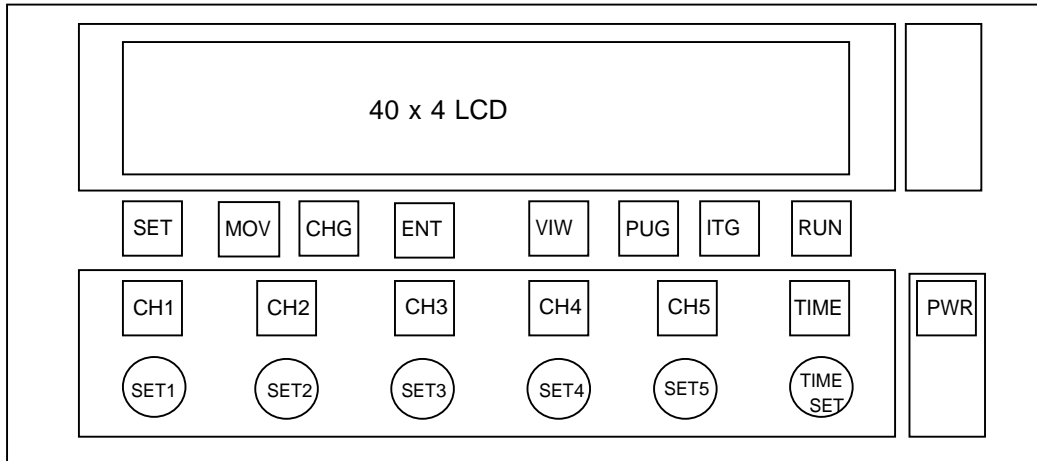 40 x 4 LCD
SET MOV CHG ENT VIW PUG ITG RUN
CH1 CH2 CH3 CH4 CH5 TIME PWR
SET1 SET2 SET3 SET4 SET5 TIME
SET